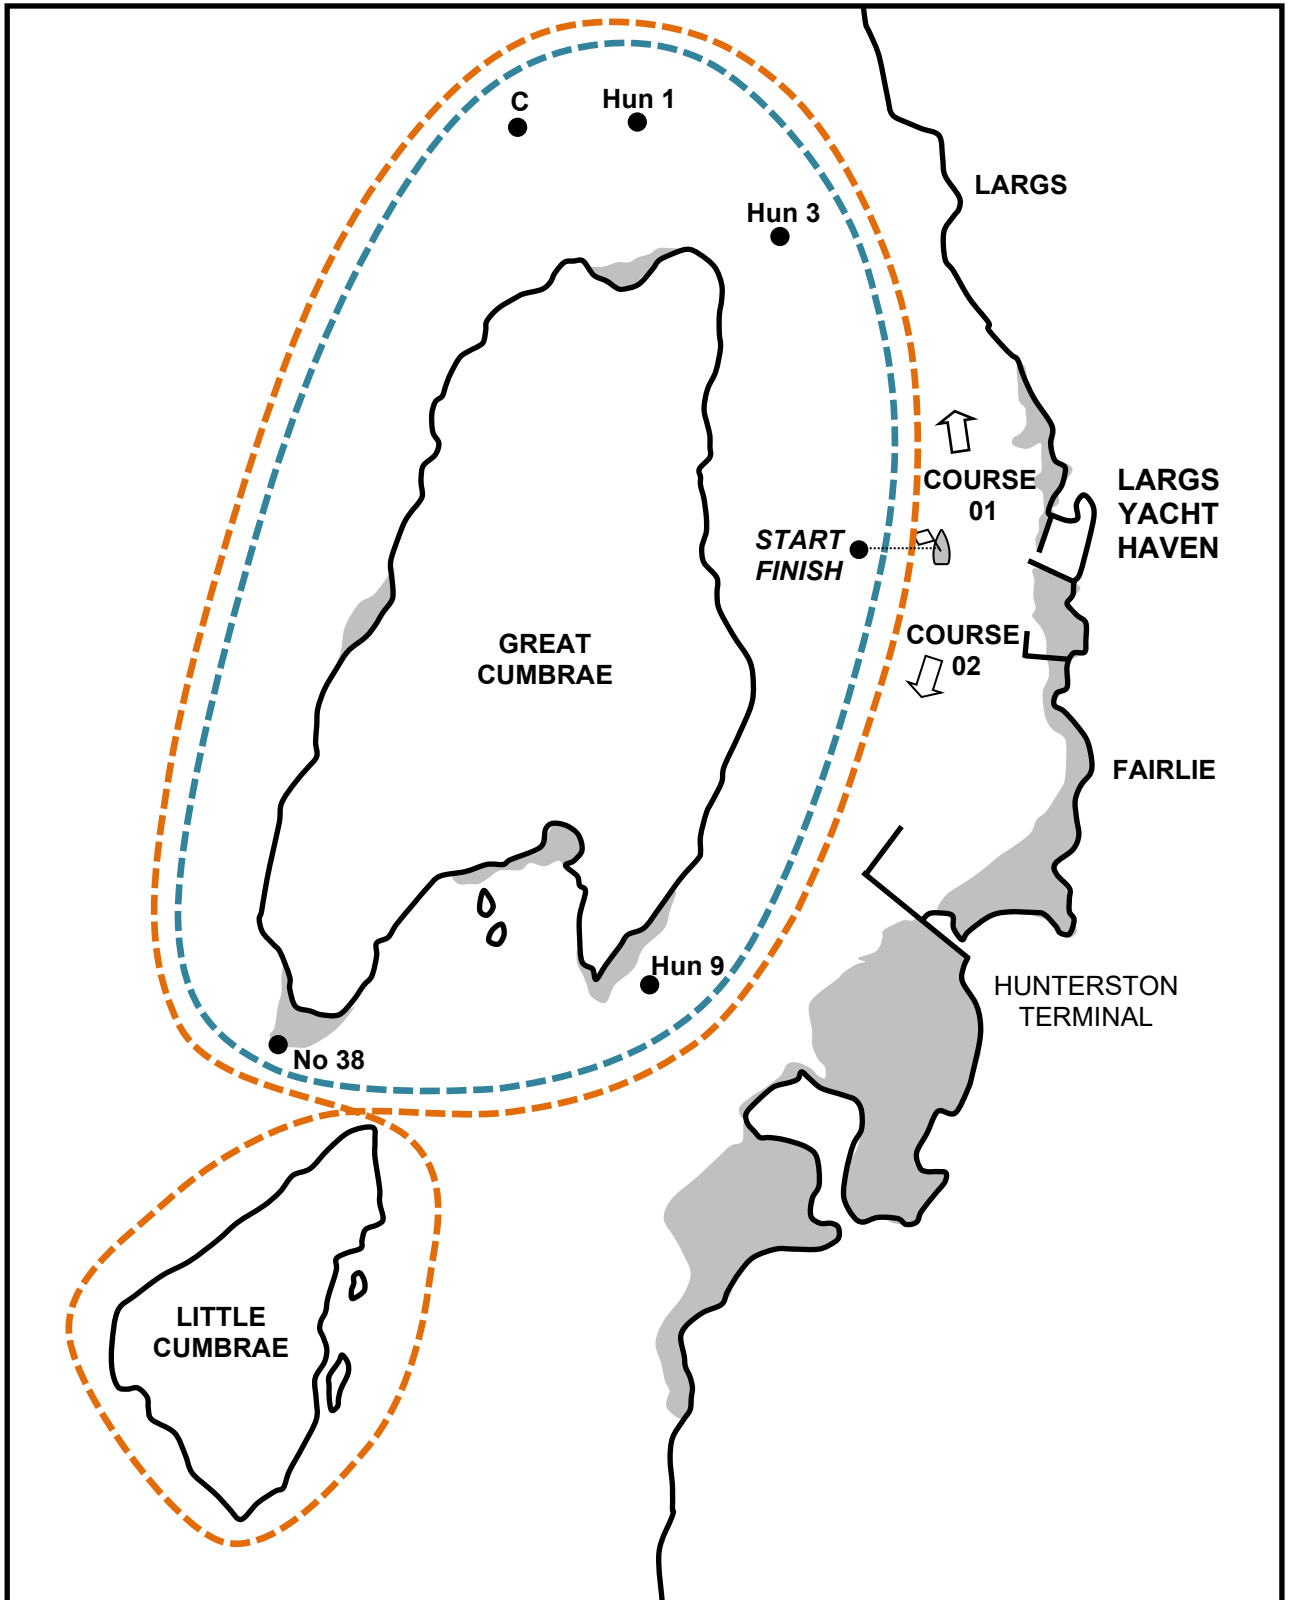 C
Hun 1
LARGS
Hun 3
COURSE
01
LARGS
YACHT
HAVEN
START
FINISH
COURSE
02
GREAT
CUMBRAE
FAIRLIE
Hun 9
HUNTERSTON
TERMINAL
No 38
LITTLE
CUMBRAE